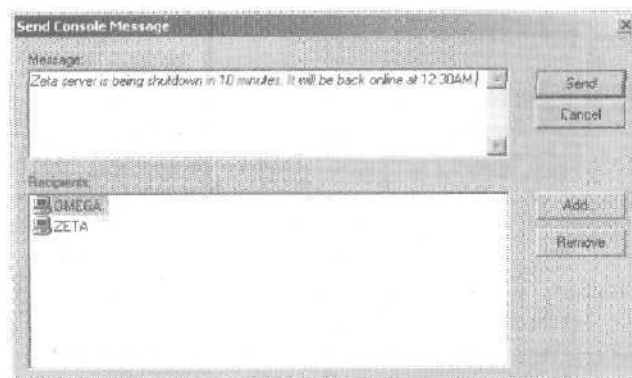 Send Console Message
Message:
Zeta server is being shutdown in 10 minutes. It will be back online at 12:30AM.
Send
Cancel
Recipients:
OMEGA
ZETA
Add...
Remove